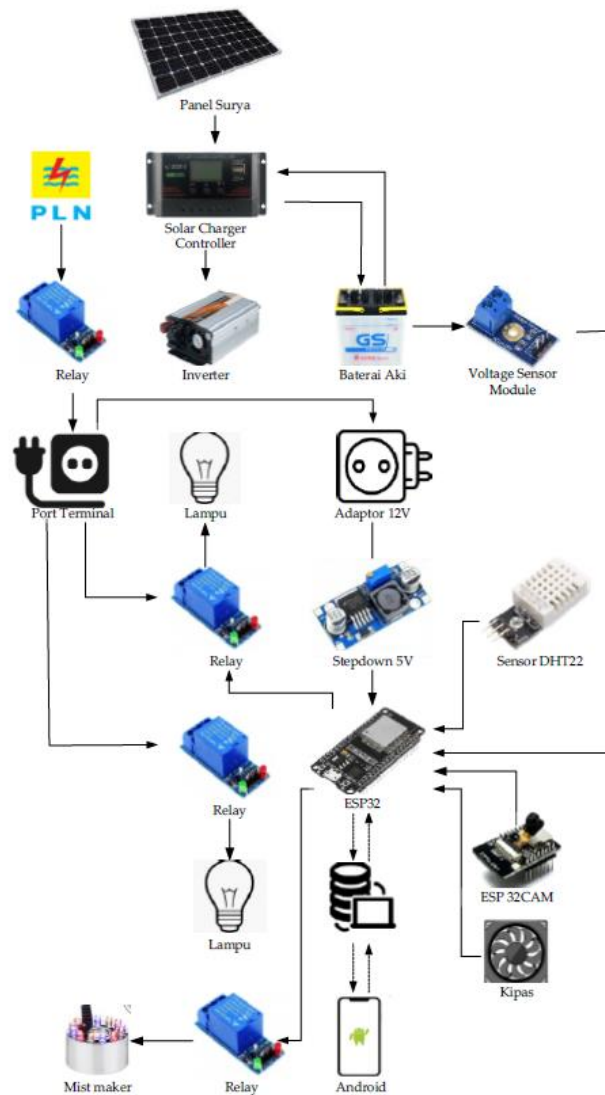 Panel Surya
PLN
Solar Charger
Controller
Relay
Inverter
GS
Baterai Aki
Voltage Sensor
Module
Port Terminal
Lampu
Adaptor 12V
Relay
Stepdown 5V
Sensor DHT22
Relay
ESP32
ESP 32CAM
Lampu
Kipas
Mist maker
Relay
Android